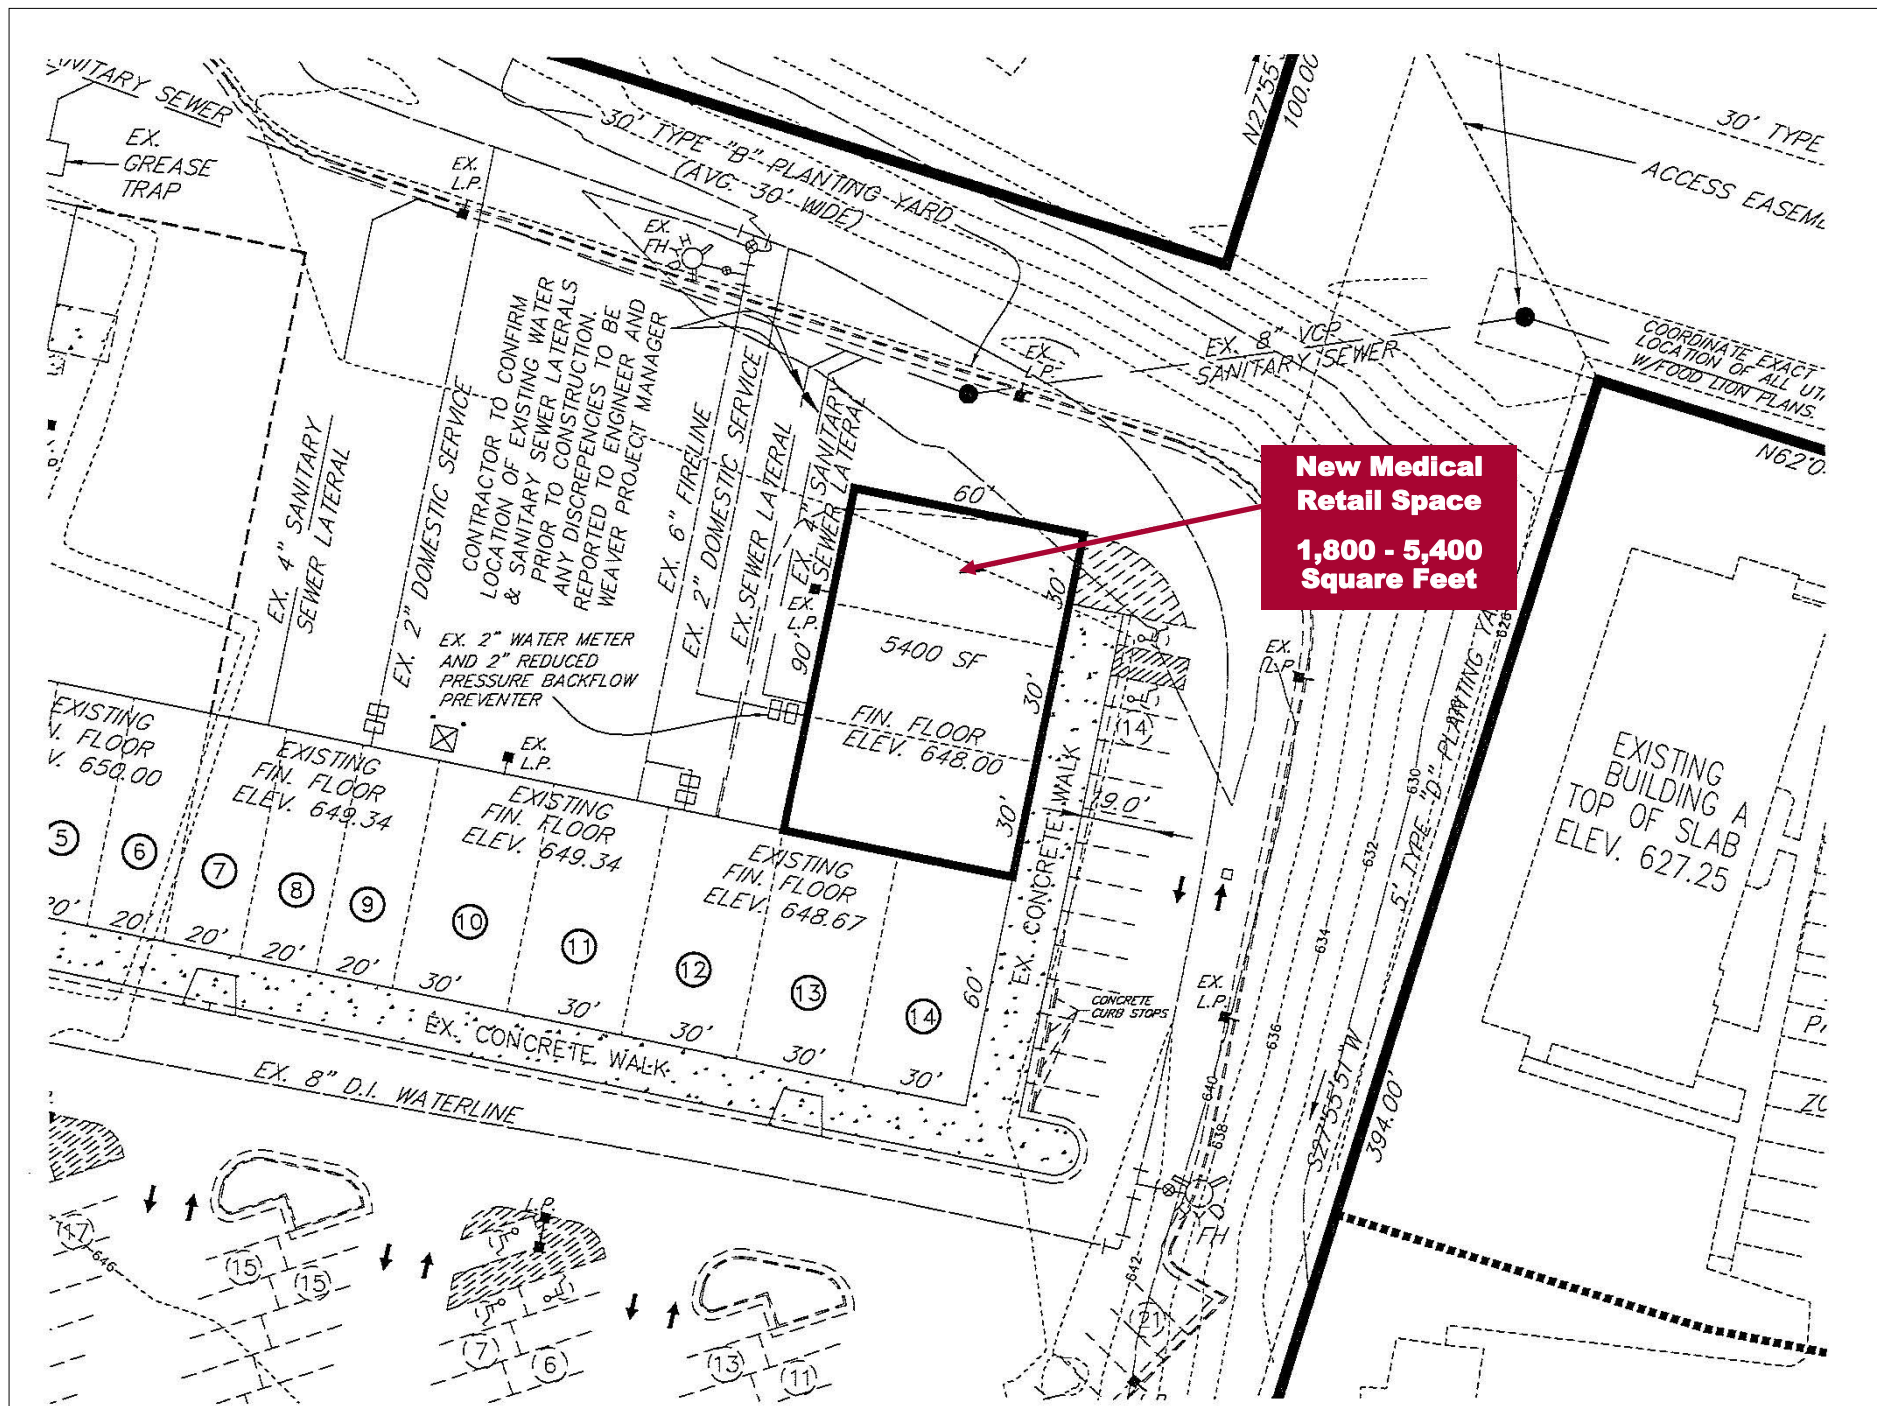 SANITARY SEWER
EX.
GREASE
TRAP
EX.
L.P.
30' TYPE "B" PLANTING YARD
(AVG. 30' WIDE)
N27°55'
100.00
30' TYPE
ACCESS EASEM
EX.
FH
EX. 8" VCP
SANITARY SEWER
EX.
L.P.
COORDINATE EXACT
LOCATION OF ALL UTI
W/FOOD LION PLANS.
N62°0
CONTRACTOR TO CONFIRM
LOCATION OF EXISTING WATER
& SANITARY SEWER LATERALS
PRIOR TO CONSTRUCTION.
ANY DISCREPENCIES TO BE
REPORTED TO ENGINEER AND
WEAVER PROJECT MANAGER
EX. 4" SANITARY
SEWER LATERAL
EX. 2" DOMESTIC SERVICE
EX. 6" FIRELINE
EX. 2" DOMESTIC SERVICE
EX. SEWER LATERAL
EX. 4" SANITARY
SEWER LATERAL
New Medical
Retail Space
1,800 - 5,400
Square Feet
60'
30'
EX.
L.P.
90'
5400 SF
30'
FIN. FLOOR
ELEV. 648.00
30'
EX. 2" WATER METER
AND 2" REDUCED
PRESSURE BACKFLOW
PREVENTER
EX.
L.P.
EX.
L.P.
14
19.0'
EX. CONCRETE WALK
5' TYPE "D" PLANTING YA
626
630
632
634
636
638
640
642
EXISTING
BUILDING A
TOP OF SLAB
ELEV. 627.25
EXISTING
N. FLOOR
V. 650.00
EXISTING
FIN. FLOOR
ELEV. 649.34
EXISTING
FIN. FLOOR
ELEV. 649.34
EXISTING
FIN. FLOOR
ELEV. 648.67
5
6
7
8
9
10
11
12
13
14
20'
20'
20'
20'
20'
30'
30'
30'
30'
30'
60'
EX. CONCRETE WALK
EX. 8" D.I. WATERLINE
CONCRETE
CURB STOPS
EX.
L.P.
S27°55'51"W
394.00'
FH
L.P.
17
646
15
15
7
6
13
11
21